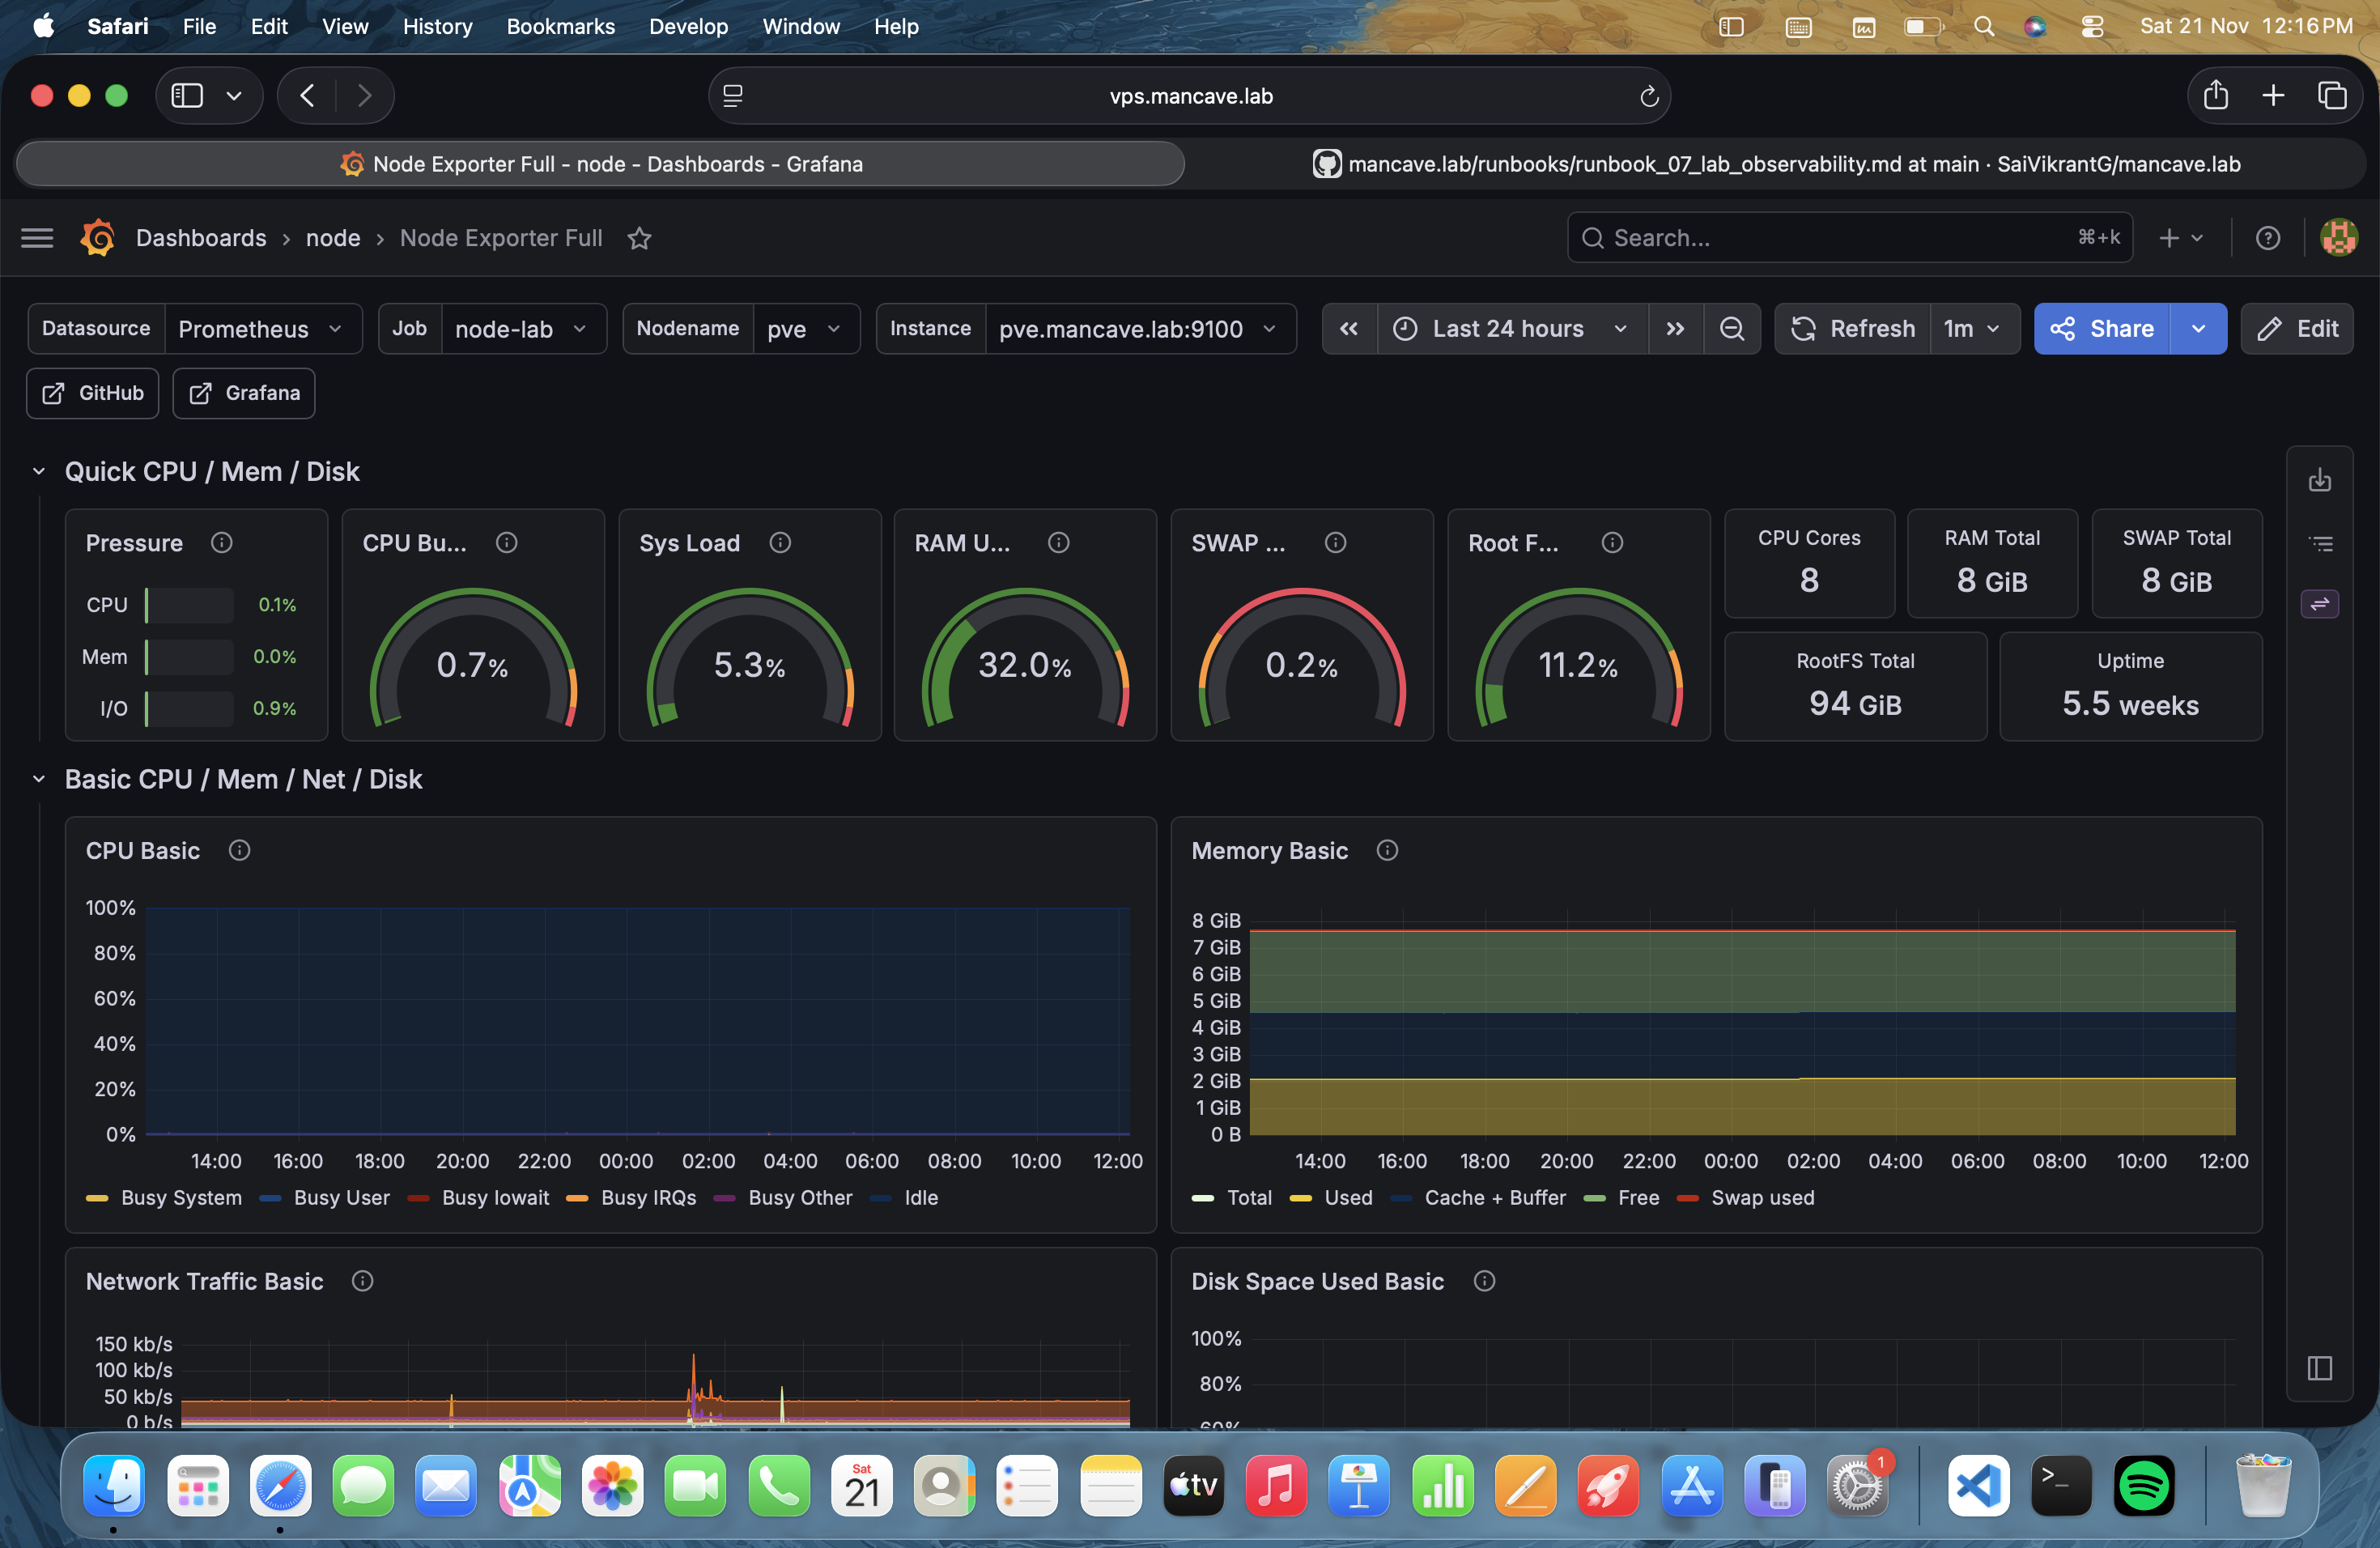 Safari File Edit View History Bookmarks Develop Window Help Sat 21 Nov 12:16 PM
vps.mancave.lab
Node Exporter Full - node - Dashboards - Grafana
mancave.lab/runbooks/runbook_07_lab_observability.md at main · SaiVikrantG/mancave.lab
Dashboards › node › Node Exporter Full
Search... ⌘+k
Datasource Prometheus Job node-lab Nodename pve Instance pve.mancave.lab:9100 Last 24 hours Refresh 1m Share Edit
GitHub Grafana
Quick CPU / Mem / Disk
Pressure
CPU 0.1%
Mem 0.0%
I/O 0.9%
CPU Bu...
0.7%
Sys Load
5.3%
RAM U...
32.0%
SWAP ...
0.2%
Root F...
11.2%
CPU Cores
8
RAM Total
8 GiB
SWAP Total
8 GiB
RootFS Total
94 GiB
Uptime
5.5 weeks
Basic CPU / Mem / Net / Disk
CPU Basic
100%
80%
60%
40%
20%
0%
14:00 16:00 18:00 20:00 22:00 00:00 02:00 04:00 06:00 08:00 10:00 12:00
Busy System Busy User Busy Iowait Busy IRQs Busy Other Idle
Memory Basic
8 GiB
7 GiB
6 GiB
5 GiB
4 GiB
3 GiB
2 GiB
1 GiB
0 B
14:00 16:00 18:00 20:00 22:00 00:00 02:00 04:00 06:00 08:00 10:00 12:00
Total Used Cache + Buffer Free Swap used
Network Traffic Basic
150 kb/s
100 kb/s
50 kb/s
0 b/s
Disk Space Used Basic
100%
80%
60%
Sat
21
tv
1